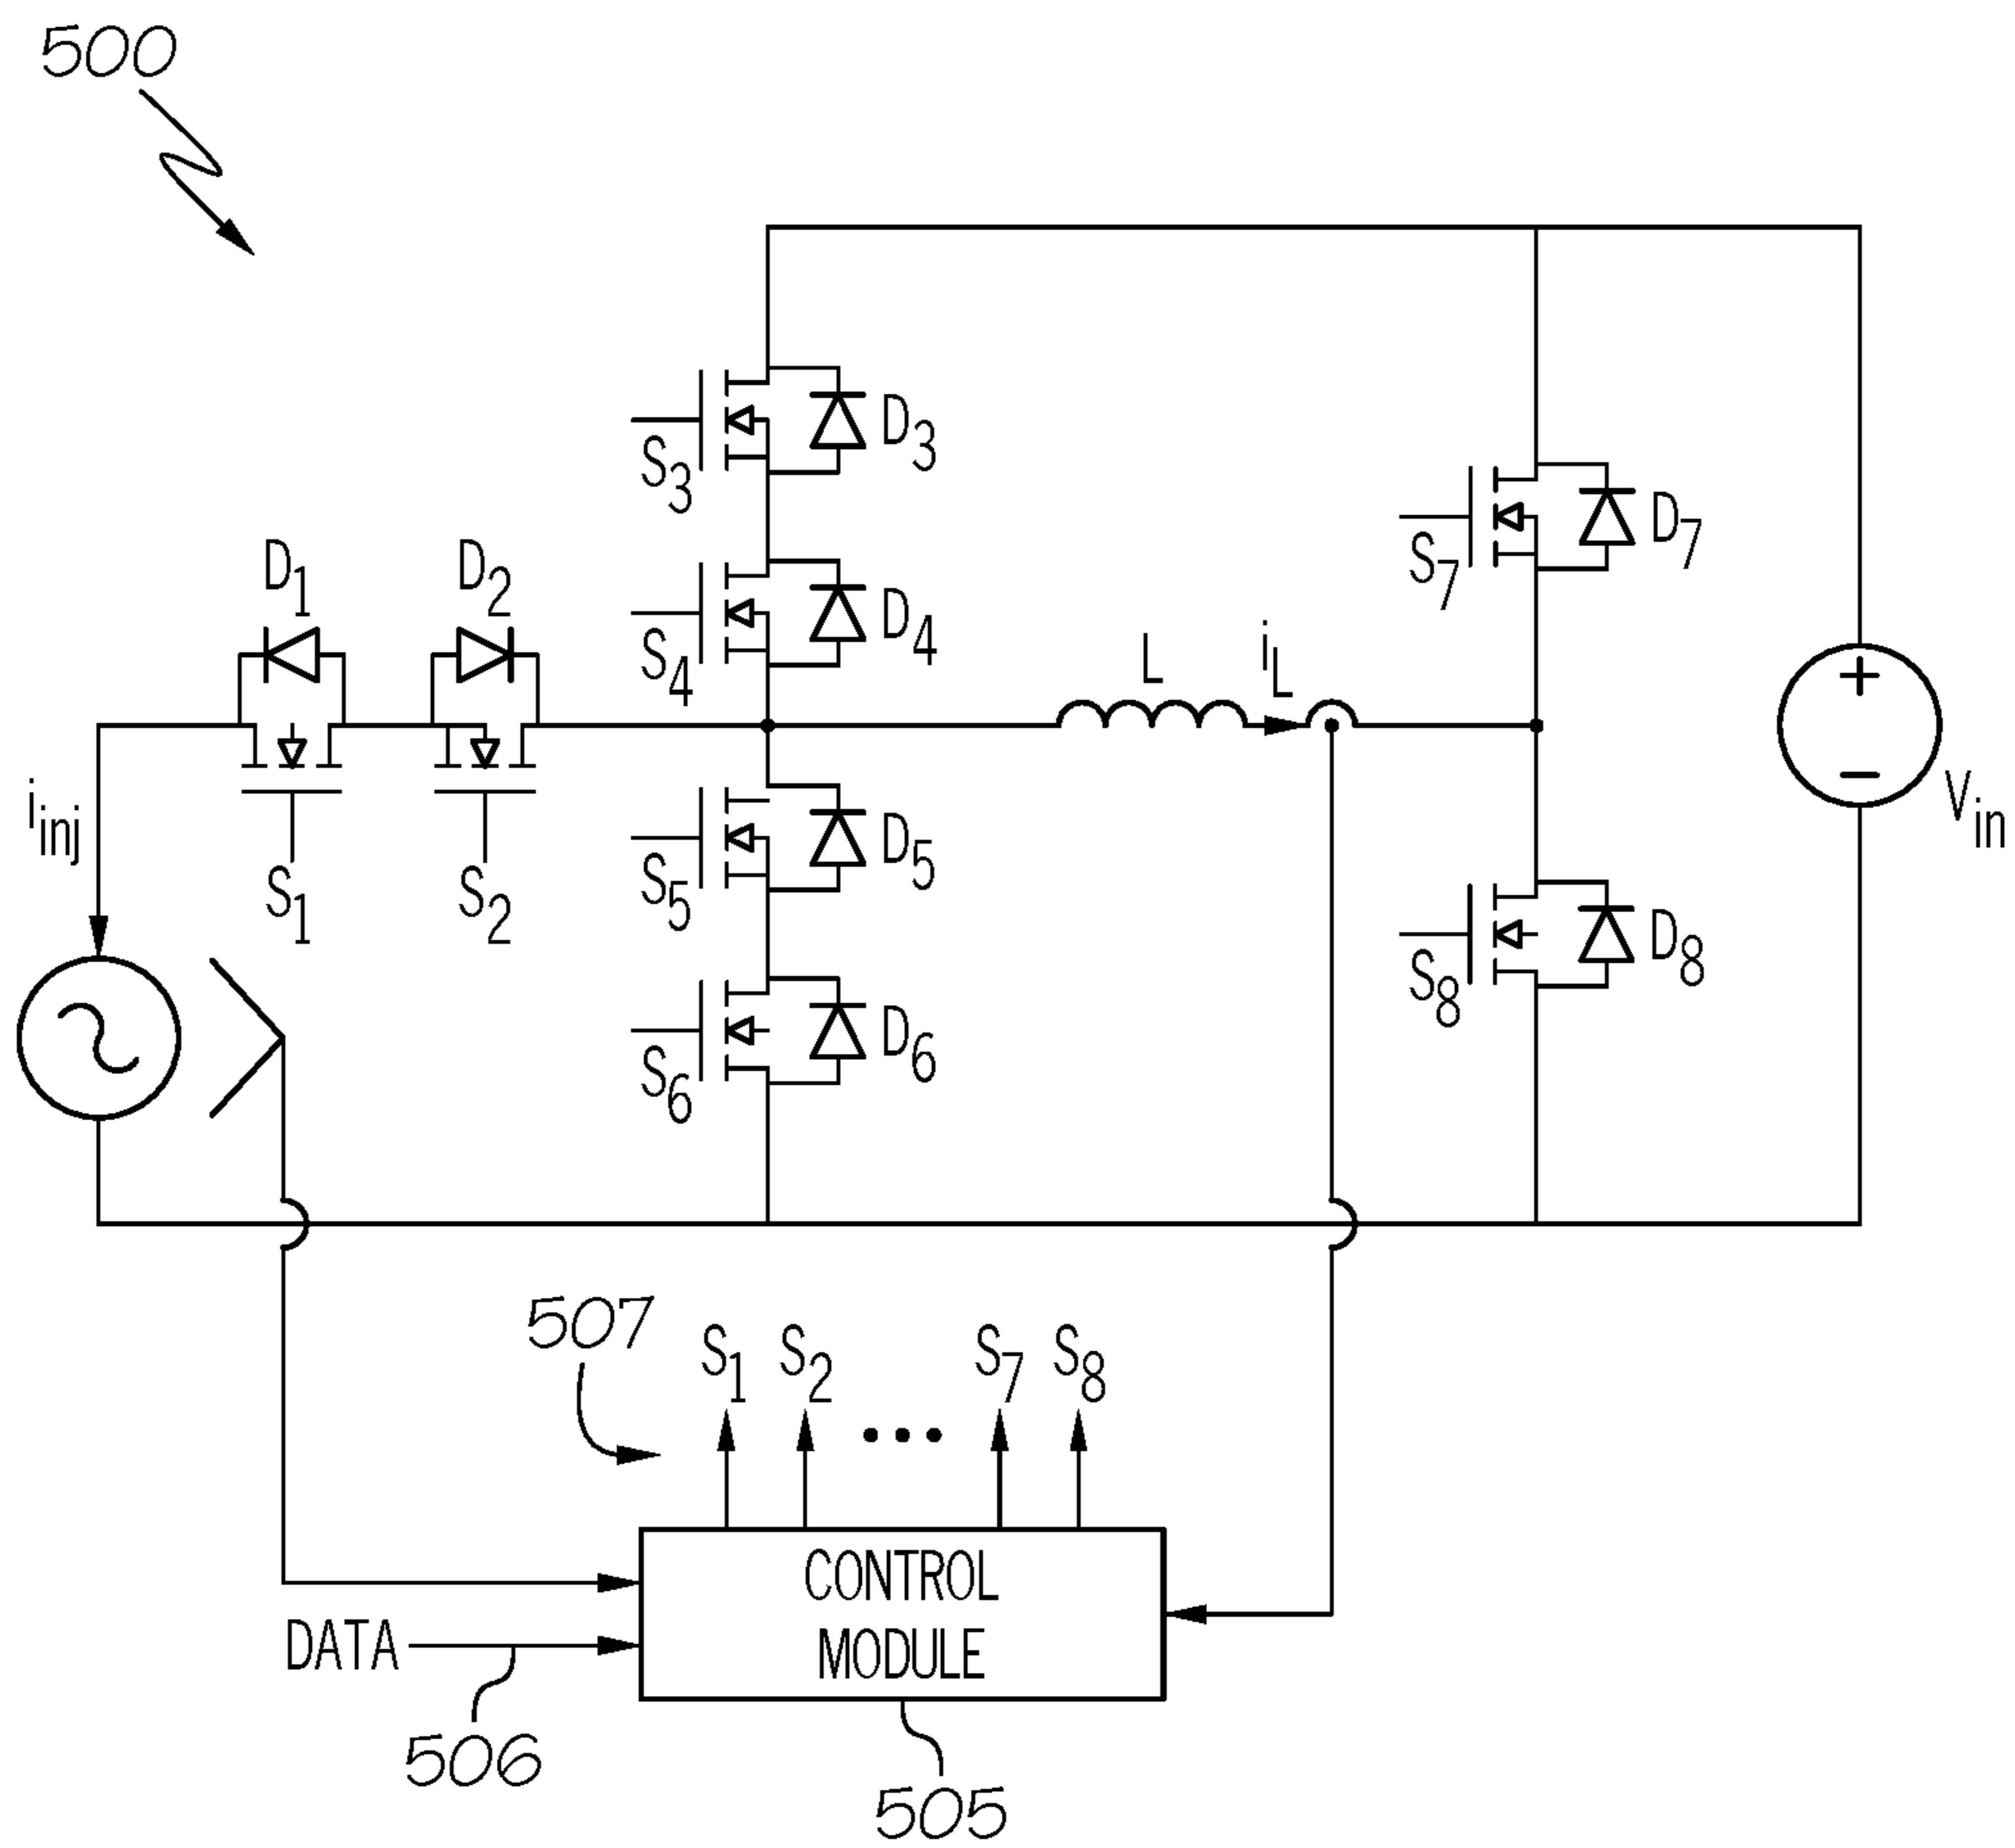 500
D3
S3
D7
S7
D1
D2
D4
S4
L
iL
iinj
S1
S2
D5
S5
Vin
D8
S8
D6
S6
507
S1 S2 ••• S7 S8
CONTROL
MODULE
DATA
506
505